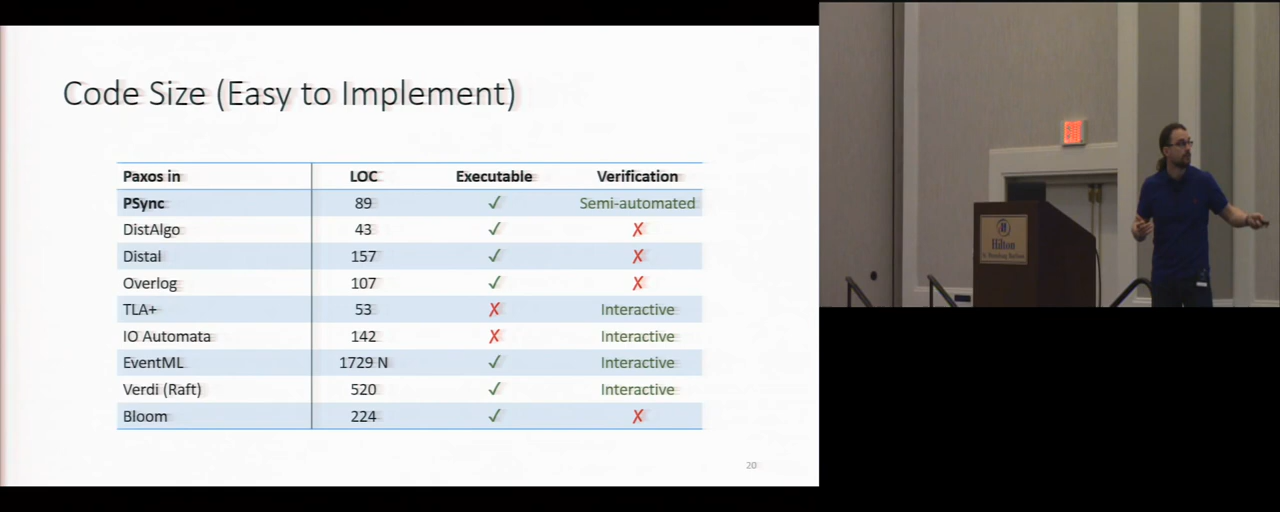 Code Size (Easy to Implement)
Paxos in LOC Executable Verification
PSync 89 ✓ Semi-automated
DistAlgo 43 ✓ ✗
Distal 157 ✓ ✗
Overlog 107 ✓ ✗
TLA+ 53 ✗ Interactive
IO Automata 142 ✗ Interactive
EventML 1729 N ✓ Interactive
Verdi (Raft) 520 ✓ Interactive
Bloom 224 ✓ ✗
20
Hilton